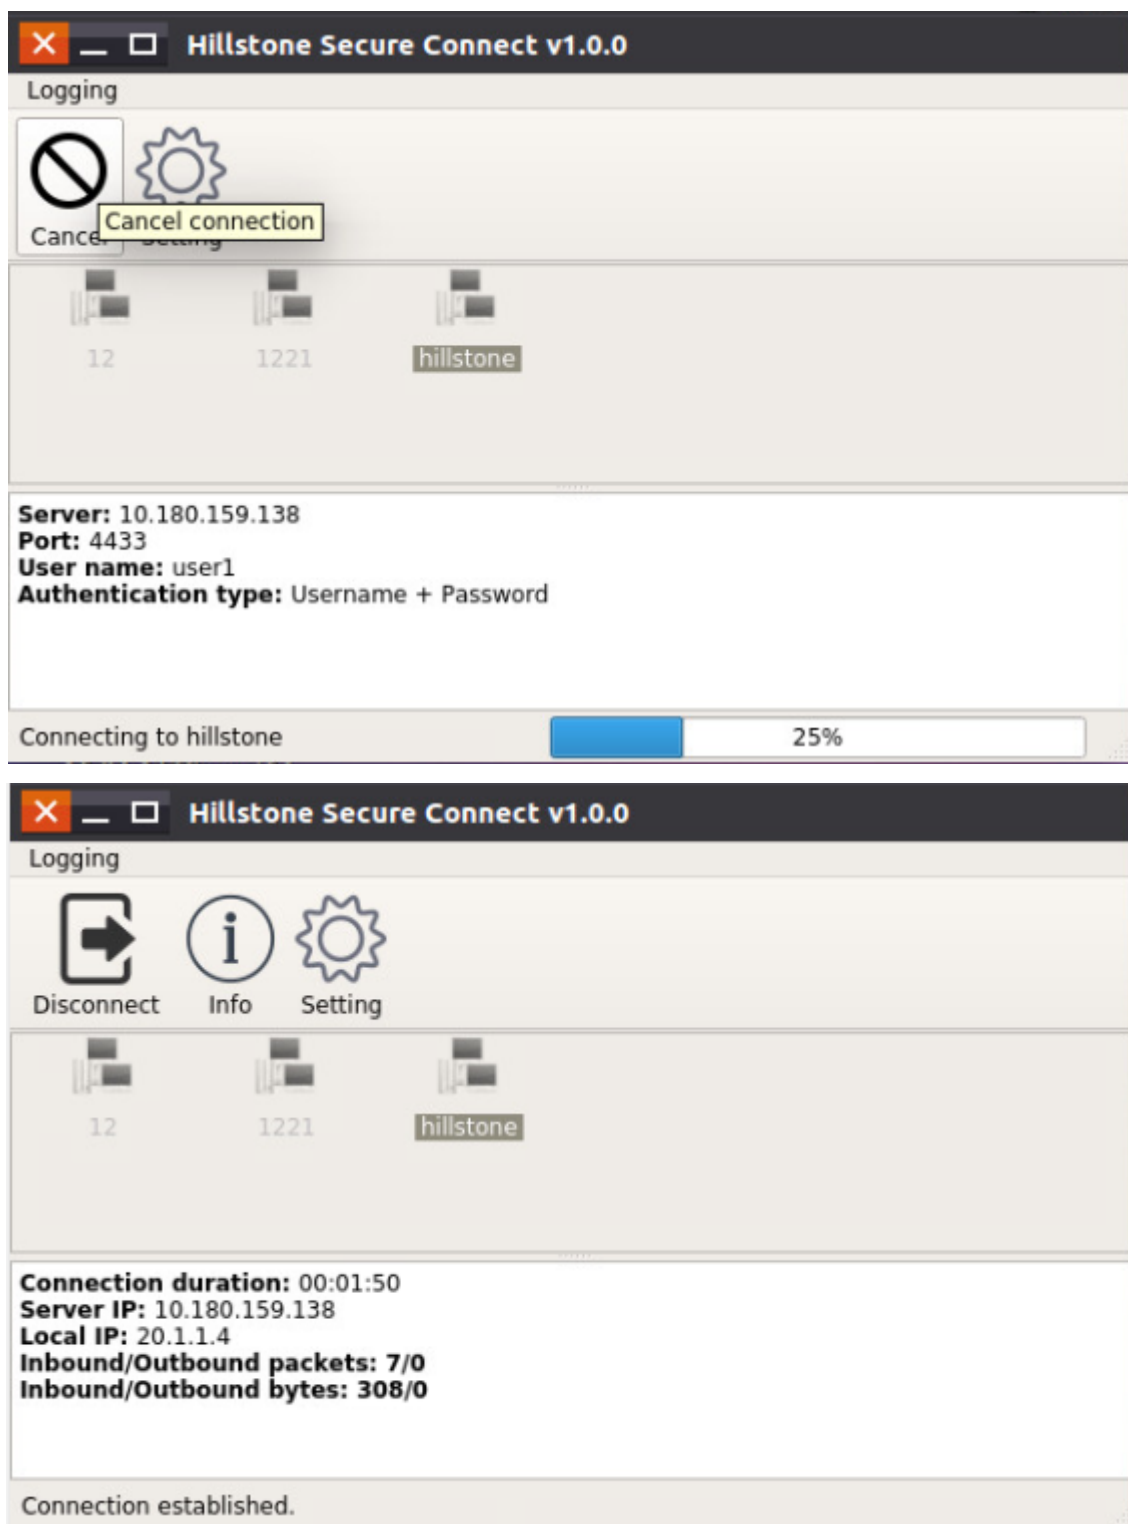 Hillstone Secure Connect v1.0.0
Logging
Cancel connection
Cancel Setting
12 1221 hillstone
Server: 10.180.159.138
Port: 4433
User name: user1
Authentication type: Username + Password
Connecting to hillstone 25%
Hillstone Secure Connect v1.0.0
Logging
Disconnect Info Setting
12 1221 hillstone
Connection duration: 00:01:50
Server IP: 10.180.159.138
Local IP: 20.1.1.4
Inbound/Outbound packets: 7/0
Inbound/Outbound bytes: 308/0
Connection established.